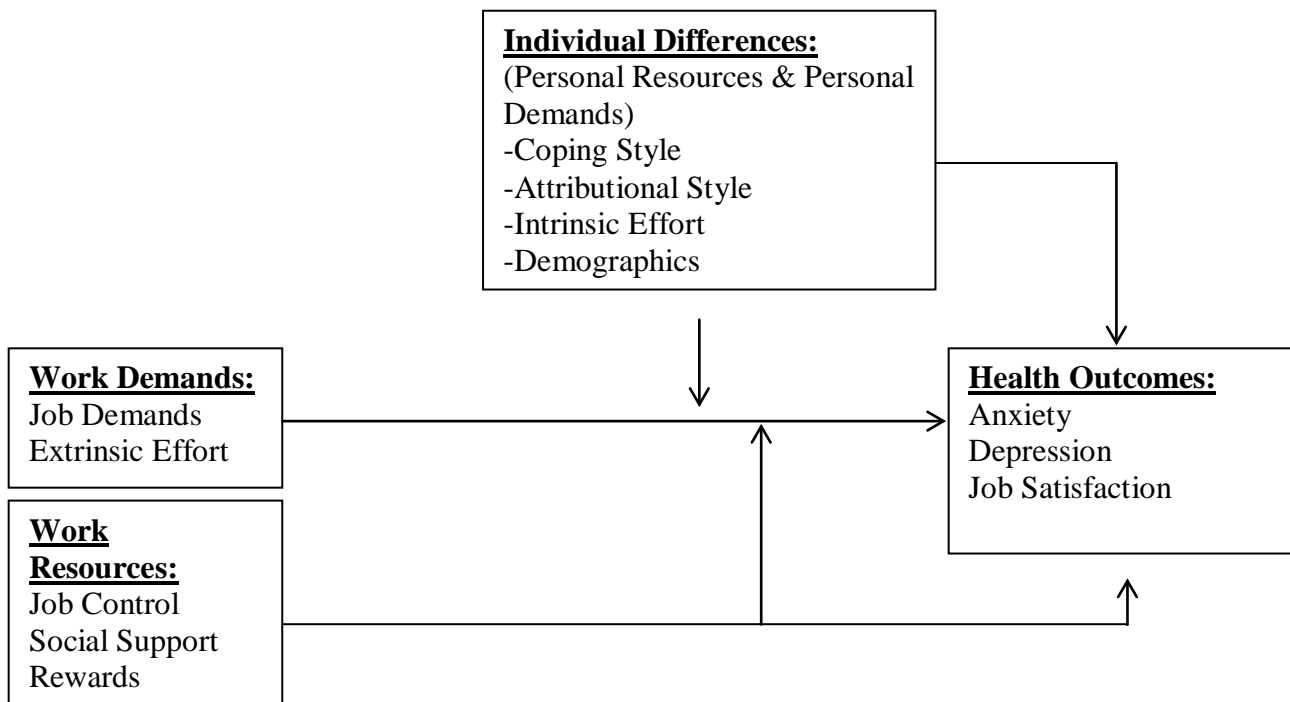 Individual Differences:
(Personal Resources & Personal
Demands)
-Coping Style
-Attributional Style
-Intrinsic Effort
-Demographics
Work Demands:
Job Demands
Extrinsic Effort
Health Outcomes:
Anxiety
Depression
Job Satisfaction
Work
Resources:
Job Control
Social Support
Rewards